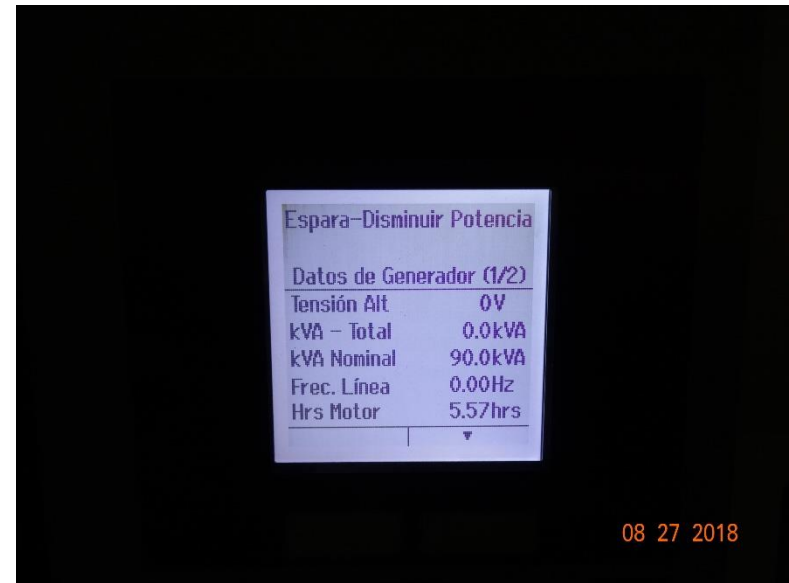 Espara-Disminuir Potencia
Datos de Generador (1/2)
Tensión Alt 0V
kVA - Total 0.0kVA
kVA Nominal 90.0kVA
Frec. Línea 0.00Hz
Hrs Motor 5.57hrs
08 27 2018